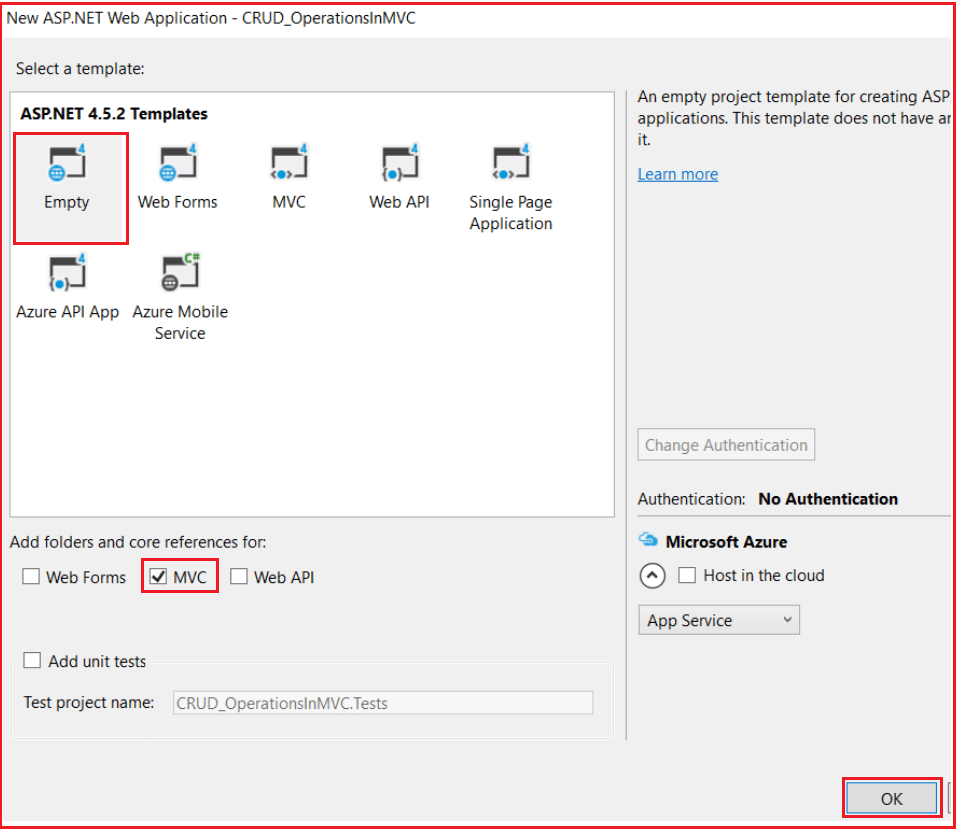 New ASP.NET Web Application - CRUD_OperationsInMVC
Select a template:
ASP.NET 4.5.2 Templates
4
Empty
4
Web Forms
4
MVC
4
Web API
4
Single Page
Application
4
Azure API App
C#
Azure Mobile
Service
An empty project template for creating ASP
applications. This template does not have
it.
Learn more
Change Authentication
Authentication: No Authentication
Microsoft Azure
Host in the cloud
App Service
Add folders and core references for:
Web Forms
MVC
Web API
Add unit tests
Test project name: CRUD_OperationsInMVC.Tests
OK